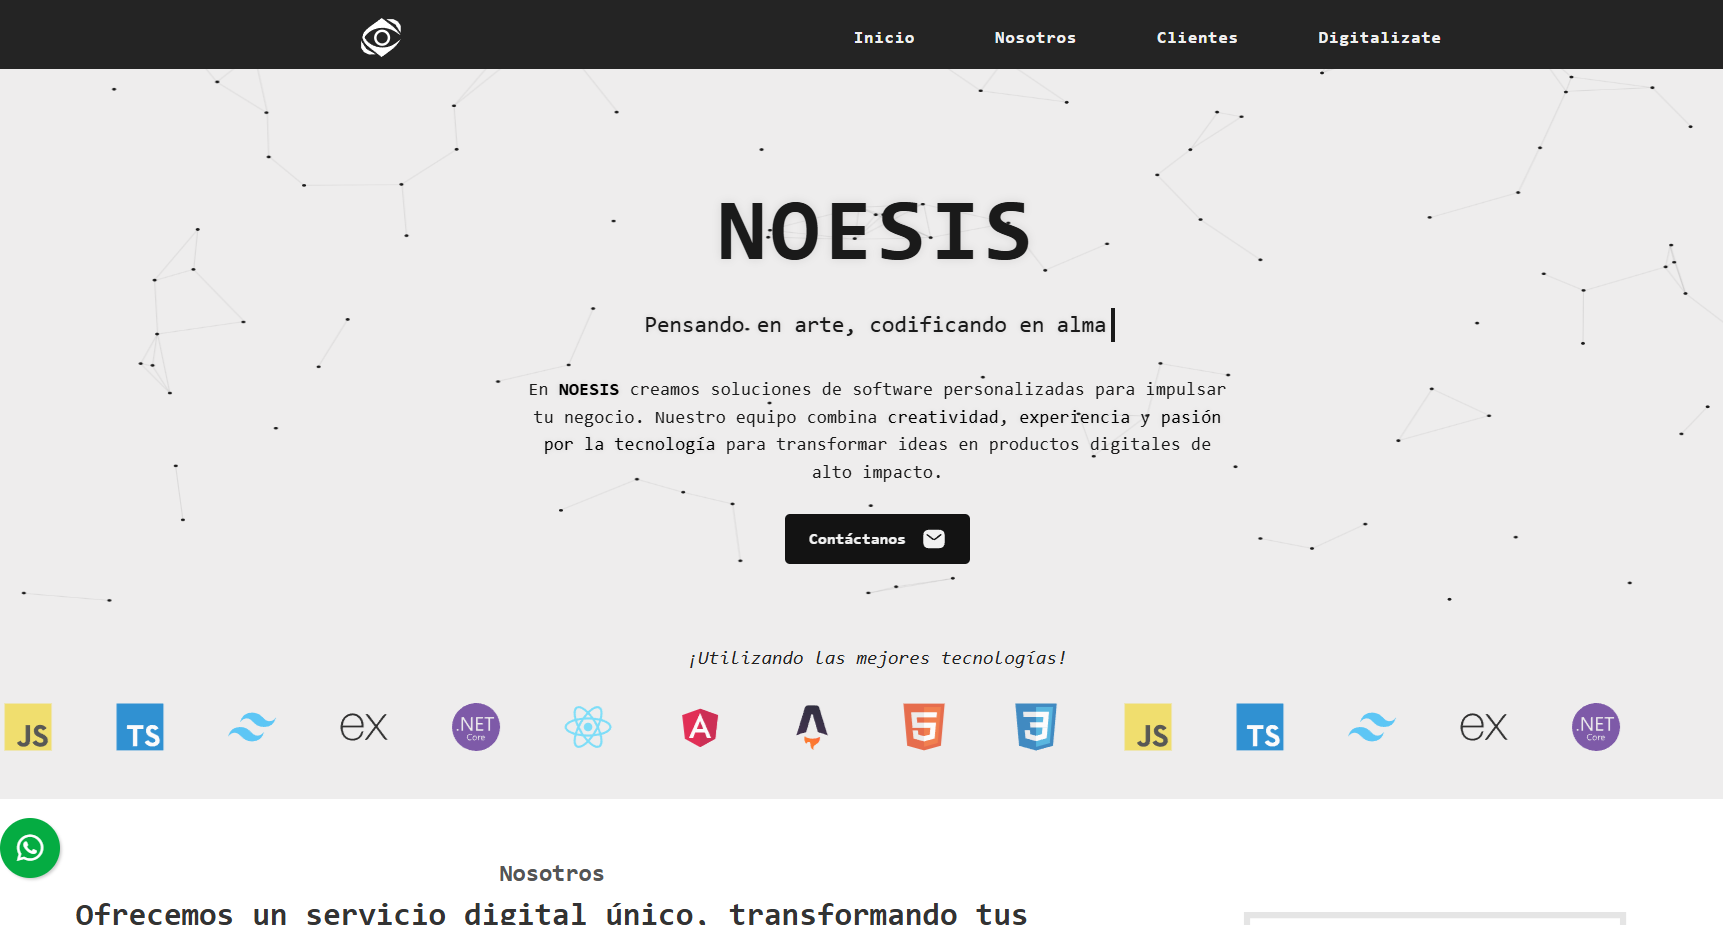 Inicio Nosotros Clientes Digitalizate
NOESIS
Pensando en arte, codificando en alma
En NOESIS creamos soluciones de software personalizadas para impulsar
tu negocio. Nuestro equipo combina creatividad, experiencia y pasión
por la tecnología para transformar ideas en productos digitales de
alto impacto.
Contáctanos
¡Utilizando las mejores tecnologías!
JS TS ex .NET Core A 5 3 JS TS ex .NET Core
Nosotros
Ofrecemos un servicio digital único, transformando tus